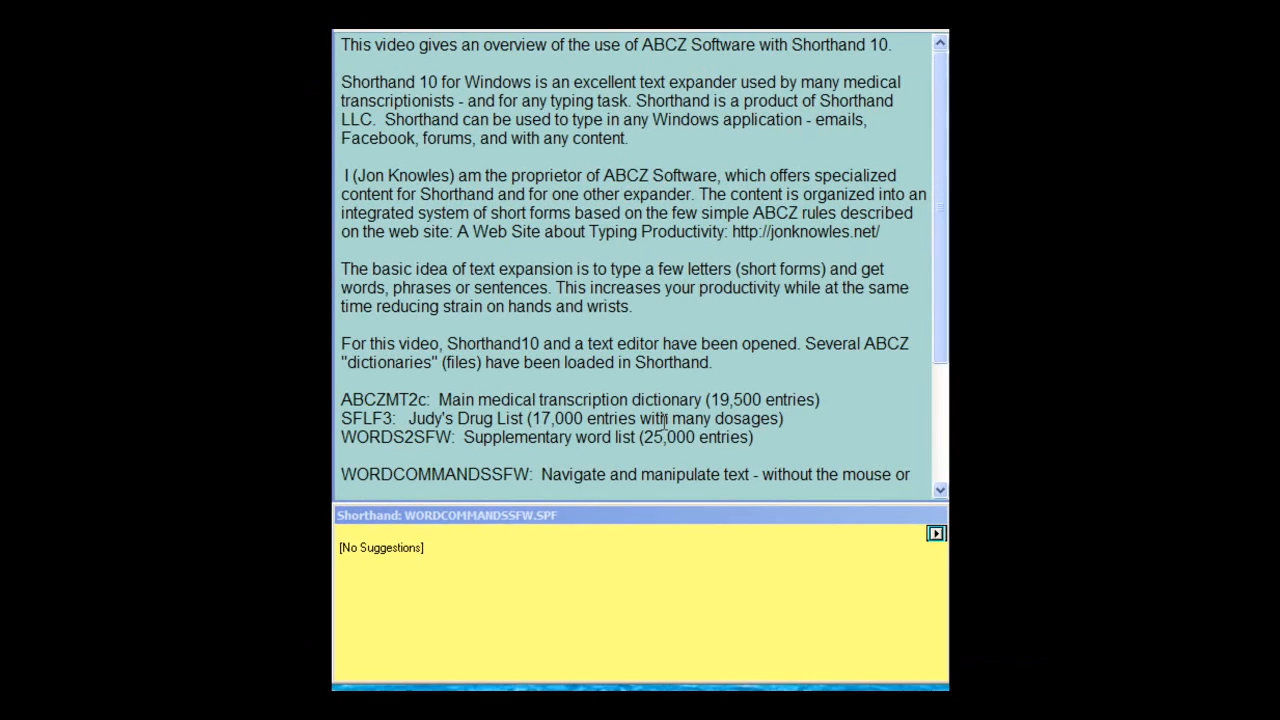 This video gives an overview of the use of ABCZ Software with Shorthand 10.
Shorthand 10 for Windows is an excellent text expander used by many medical
transcriptionists - and for any typing task. Shorthand is a product of Shorthand
LLC.  Shorthand can be used to type in any Windows application - emails,
Facebook, forums, and with any content.
I (Jon Knowles) am the proprietor of ABCZ Software, which offers specialized
content for Shorthand and for one other expander. The content is organized into an
integrated system of short forms based on the few simple ABCZ rules described
on the web site: A Web Site about Typing Productivity: http://jonknowles.net/
The basic idea of text expansion is to type a few letters (short forms) and get
words, phrases or sentences. This increases your productivity while at the same
time reducing strain on hands and wrists.
For this video, Shorthand10 and a text editor have been opened. Several ABCZ
"dictionaries" (files) have been loaded in Shorthand.
ABCZMT2c:  Main medical transcription dictionary (19,500 entries)
SFLF3:   Judy's Drug List (17,000 entries with many dosages)
WORDS2SFW:  Supplementary word list (25,000 entries)
WORDCOMMANDSSFW:  Navigate and manipulate text - without the mouse or
Shorthand: WORDCOMMANDSSFW.SPF
[No Suggestions]